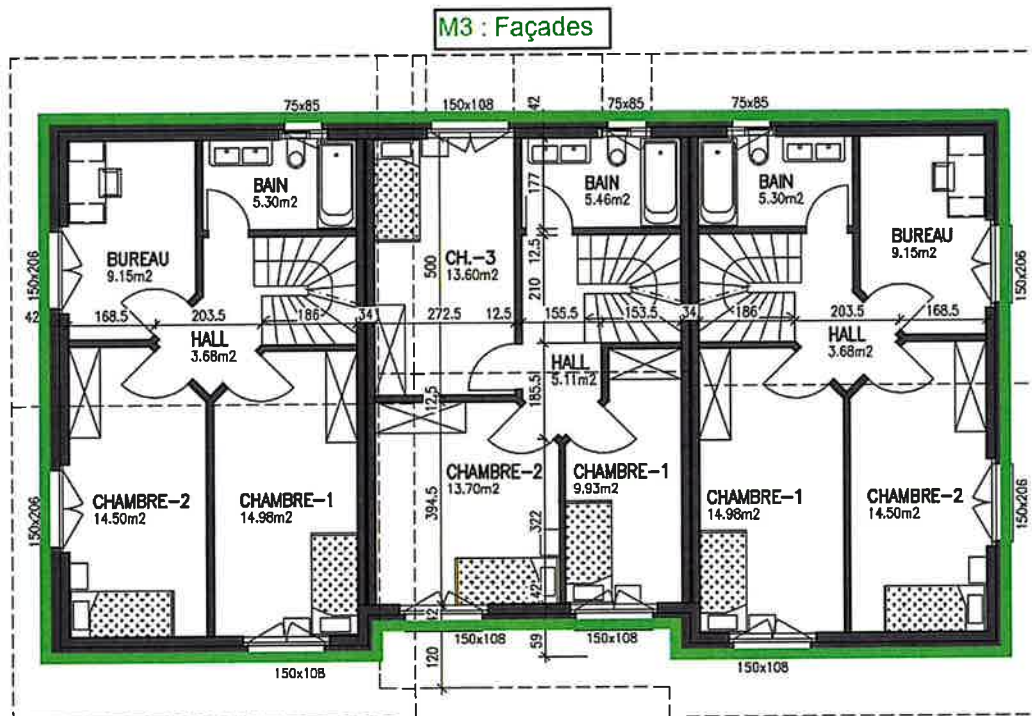 M3 : Façades
75x85
150x108
42
75x85
75x85
BAIN
5.30m2
177
BAIN
5.46m2
BAIN
5.30m2
BUREAU
9.15m2
CH.-3
13.60m2
500
12.5
210
BUREAU
9.15m2
150x206
150x206
42
168.5
203.5
186
34
272.5
12.5
155.5
153.5
34
186
203.5
168.5
HALL
3.68m2
HALL
5.11m2
HALL
3.68m2
12.5
185.5
CHAMBRE-2
14.50m2
CHAMBRE-1
14.98m2
CHAMBRE-2
13.70m2
CHAMBRE-1
9.93m2
CHAMBRE-1
14.98m2
CHAMBRE-2
14.50m2
150x206
150x206
394.5
322
42
42
150x108
150x108
59
120
150x108
150x108